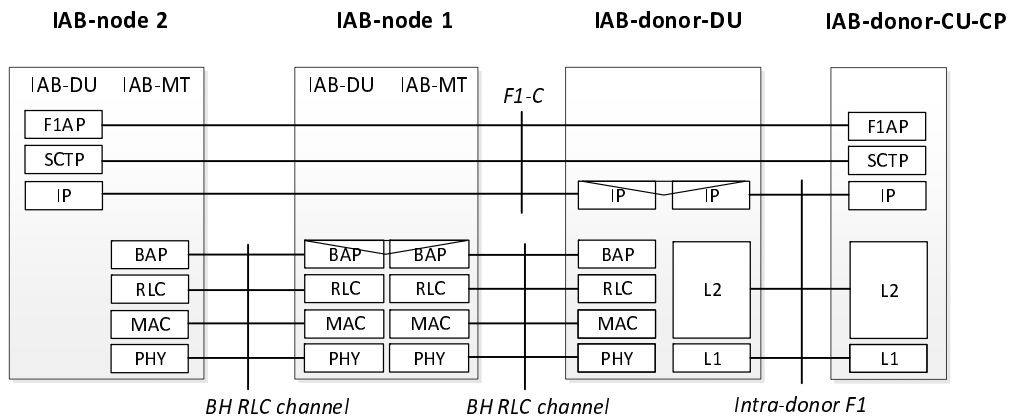 IAB-node 2 IAB-node 1 IAB-donor-DU IAB-donor-CU-CP
IAB-DU IAB-MT IAB-DU IAB-MT
F1-C
F1AP F1AP
SCTP SCTP
IP IP IP IP
BAP BAP BAP BAP
RLC RLC RLC RLC L2 L2
MAC MAC MAC MAC
PHY PHY PHY PHY L1 L1
BH RLC channel BH RLC channel Intra-donor F1